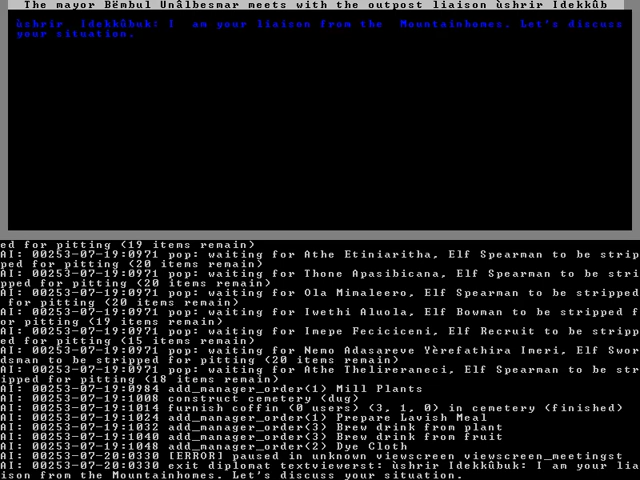 The mayor Bëmbul Unâlbesmar meets with the outpost liaison ùshrir Idekkûb
ùshrir Idekkûbuk: I am your liaison from the Mountainhomes. Let's discuss
your situation.
ed for pitting (19 items remain)
AI: 00253-07-19:0971 pop: waiting for Athe Etiniaritha, Elf Spearman to be strip
ped for pitting (20 items remain)
AI: 00253-07-19:0971 pop: waiting for Thone Apasibicana, Elf Spearman to be stri
pped for pitting (20 items remain)
AI: 00253-07-19:0971 pop: waiting for Ola Mimaleero, Elf Spearman to be stripped
for pitting (20 items remain)
AI: 00253-07-19:0971 pop: waiting for Iwethi Aluola, Elf Bowman to be stripped f
or pitting (19 items remain)
AI: 00253-07-19:0971 pop: waiting for Imepe Feciciceni, Elf Recruit to be stripp
ed for pitting (15 items remain)
AI: 00253-07-19:0971 pop: waiting for Nemo Adasareve Yèrefathira Imeri, Elf Swor
dsman to be stripped for pitting (20 items remain)
AI: 00253-07-19:0971 pop: waiting for Athe Thelireraneci, Elf Spearman to be str
ipped for pitting (18 items remain)
AI: 00253-07-19:0984 add_manager_order(1) Mill Plants
AI: 00253-07-19:1008 construct cemetery (dug)
AI: 00253-07-19:1014 furnish coffin (0 users) (3, 1, 0) in cemetery (finished)
AI: 00253-07-19:1024 add_manager_order(1) Prepare Lavish Meal
AI: 00253-07-19:1032 add_manager_order(3) Brew drink from plant
AI: 00253-07-19:1040 add_manager_order(3) Brew drink from fruit
AI: 00253-07-19:1048 add_manager_order(2) Dye Cloth
AI: 00253-07-20:0330 [ERROR] paused in unknown viewscreen viewscreen_meetingst
AI: 00253-07-20:0330 exit diplomat textviewerst: ùshrir Idekkûbuk: I am your lia
ison from the Mountainhomes. Let's discuss your situation.